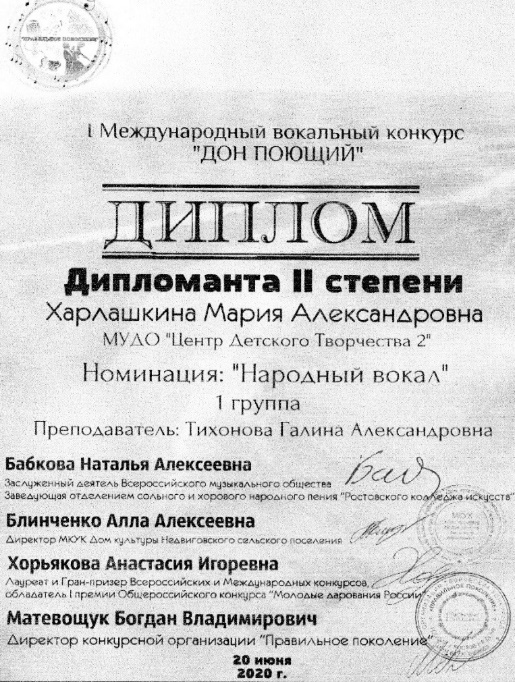 "ПРАВИЛЬНОЕ ПОКОЛЕНИЕ"
I Международный вокальный конкурс
"ДОН ПОЮЩИЙ"
ДИПЛОМ
Дипломанта II степени
Харлашкина Мария Александровна
МУДО "Центр Детского Творчества 2"
Номинация: "Народный вокал"
1 группа
Преподаватель: Тихонова Галина Александровна
Бабкова Наталья Алексеевна
Заслуженный деятель Всероссийского музыкального общества
Заведующая отделением сольного и хорового народного пения "Ростовского колледжа искусств"
Блинченко Алла Алексеевна
Директор МКУК Дом культуры Недвиговского сельского поселения
Хорьякова Анастасия Игоревна
Лауреат и Гран-призер Всероссийских и Международных конкурсов,
обладатель I премии Общероссийского конкурса "Молодые дарования России"
Матевощук Богдан Владимирович
Директор конкурсной организации "Правильное поколение"
20 июня
2020 г.